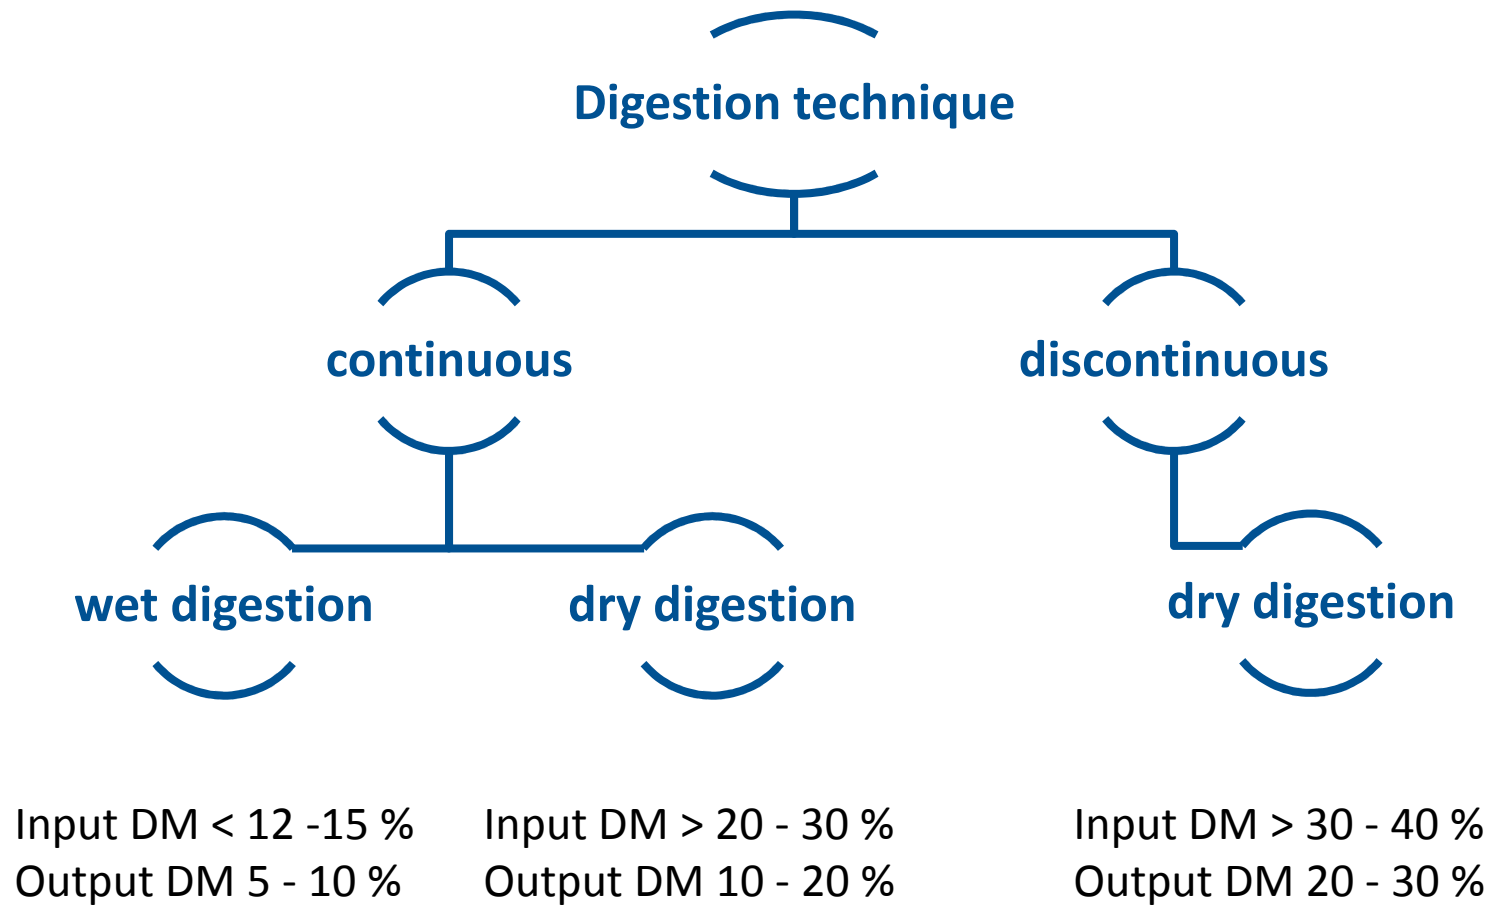 Digestion technique
continuous
discontinuous
wet digestion
dry digestion
dry digestion
Input DM < 12 -15 %
Output DM 5 - 10 %
Input DM > 20 - 30 %
Output DM 10 - 20 %
Input DM > 30 - 40 %
Output DM 20 - 30 %